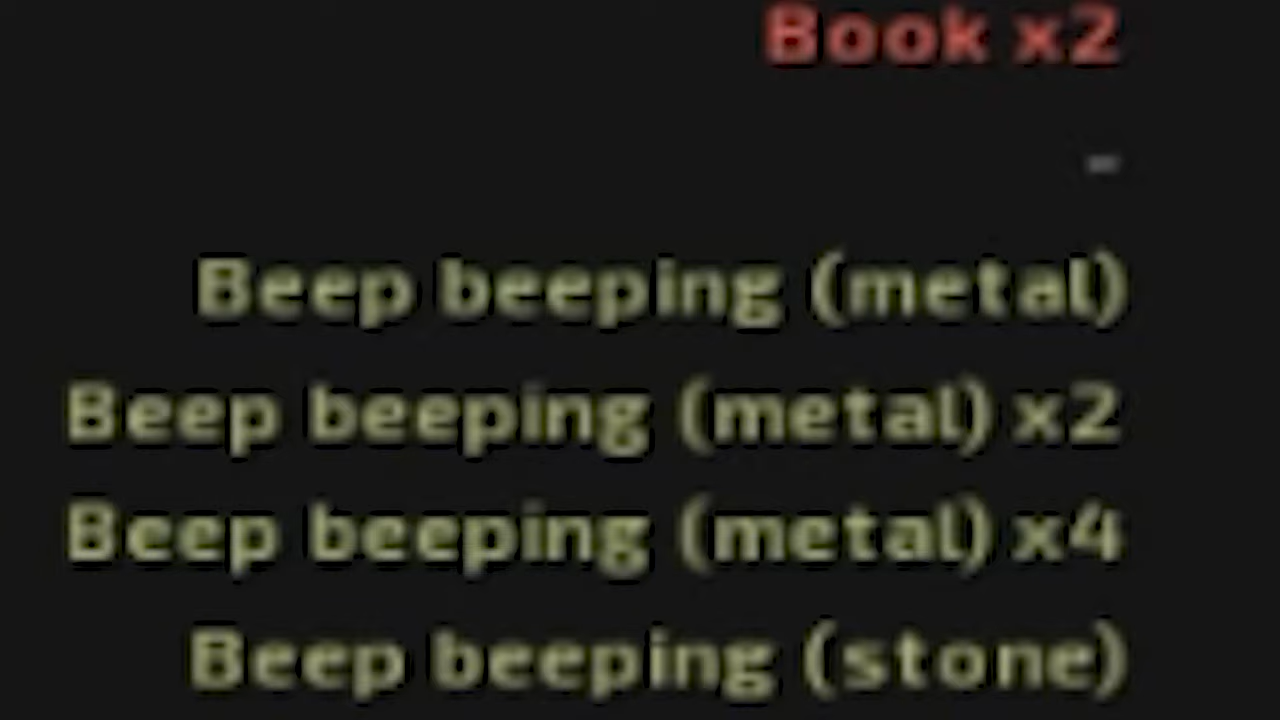 Book x2
-
Beep beeping (metal)
Beep beeping (metal) x2
Beep beeping (metal) x4
Beep beeping (stone)